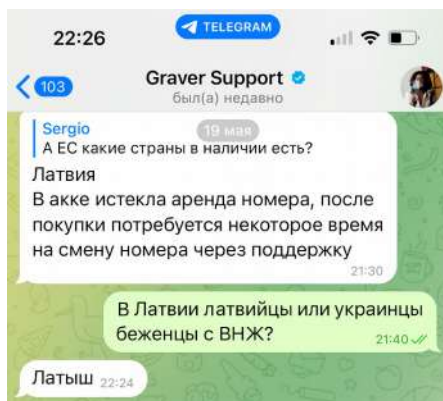 22:26
TELEGRAM
103
Graver Support
был(а) недавно
Sergio
19 мая
А ЕС какие страны в наличии есть?
Латвия
В акке истекла аренда номера, после
покупки потребуется некоторое время
на смену номера через поддержку
21:30
В Латвии латвийцы или украинцы
беженцы с ВНЖ?
21:40
Латыш 22:24